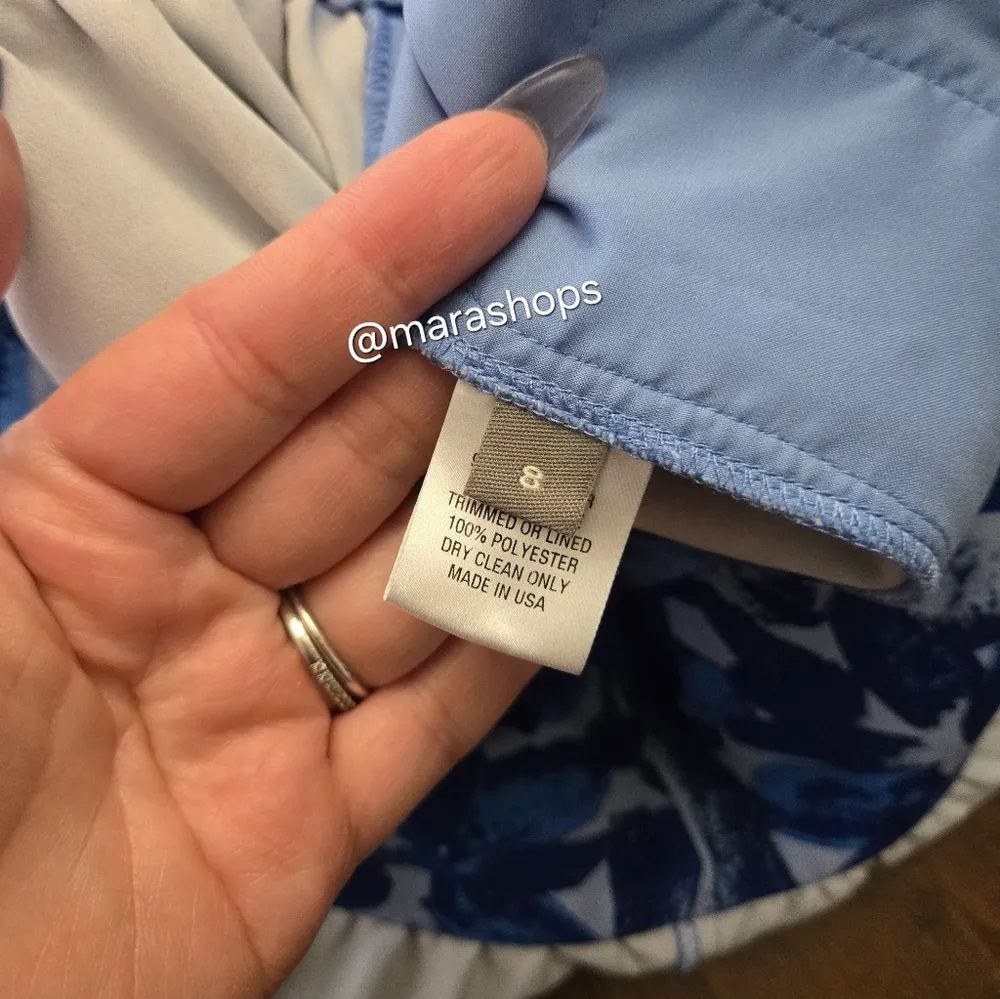 @marashops
8
TRIMMED OR LINED
100% POLYESTER
DRY CLEAN ONLY
MADE IN USA